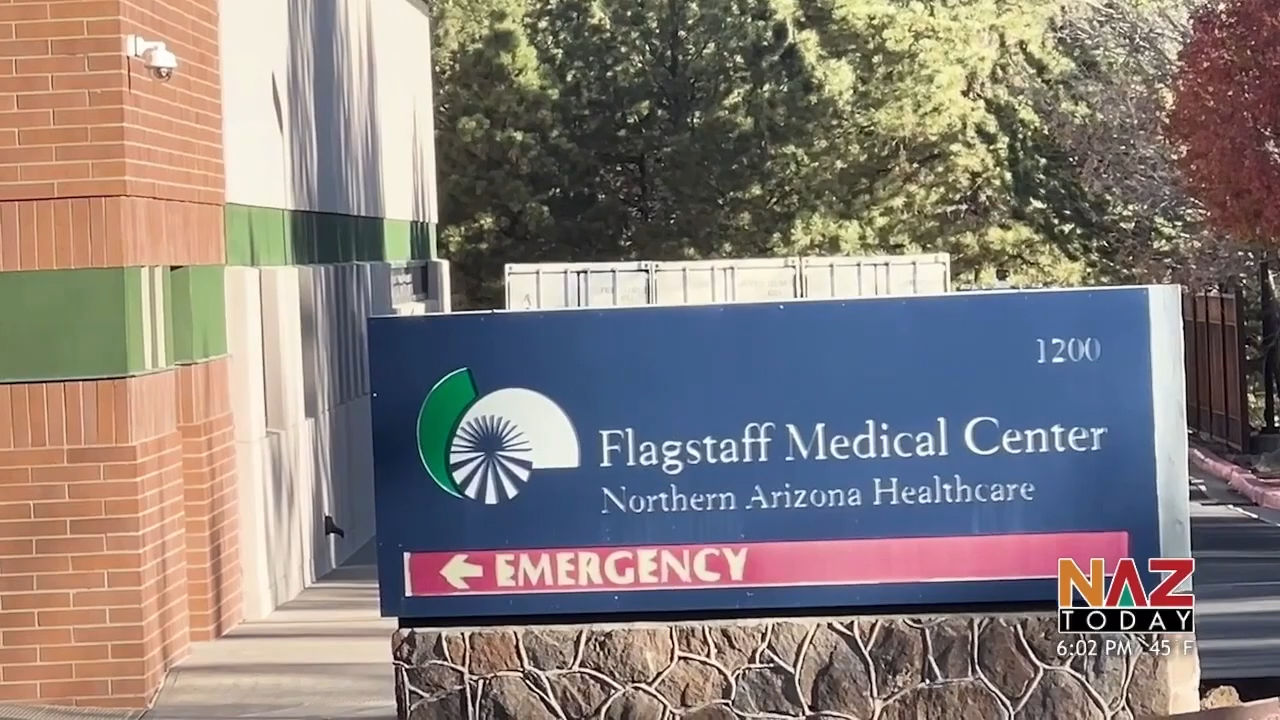 1200
Flagstaff Medical Center
Northern Arizona Healthcare
EMERGENCY
NAZ
TODAY
6:02 PM 45° F